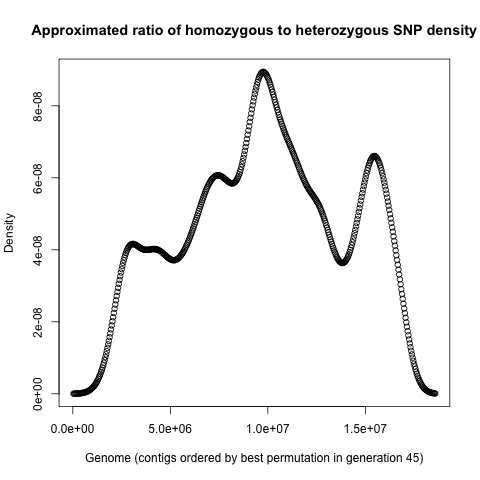 Approximated ratio of homozygous to heterozygous SNP density
8e-08
6e-08
4e-08
2e-08
0e+00
Density
0.0e+00 5.0e+06 1.0e+07 1.5e+07
Genome (contigs ordered by best permutation in generation 45)